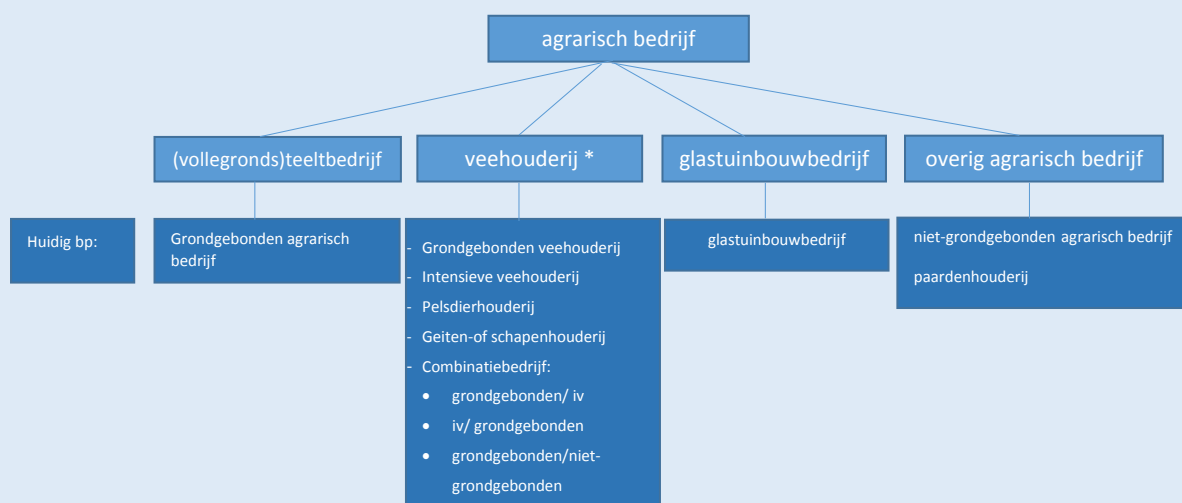 agrarisch bedrijf
(vollegronds)teeltbedrijf
veehouderij *
glastuinbouwbedrijf
overig agrarisch bedrijf
Huidig bp:
Grondgebonden agrarisch
bedrijf
- Grondgebonden veehouderij
- Intensieve veehouderij
- Pelsdierhouderij
- Geiten-of schapenhouderij
- Combinatiebedrijf:
• grondgebonden/ iv
• iv/ grondgebonden
• grondgebonden/niet-
grondgebonden
glastuinbouwbedrijf
niet-grondgebonden agrarisch bedrijf
paardenhouderij